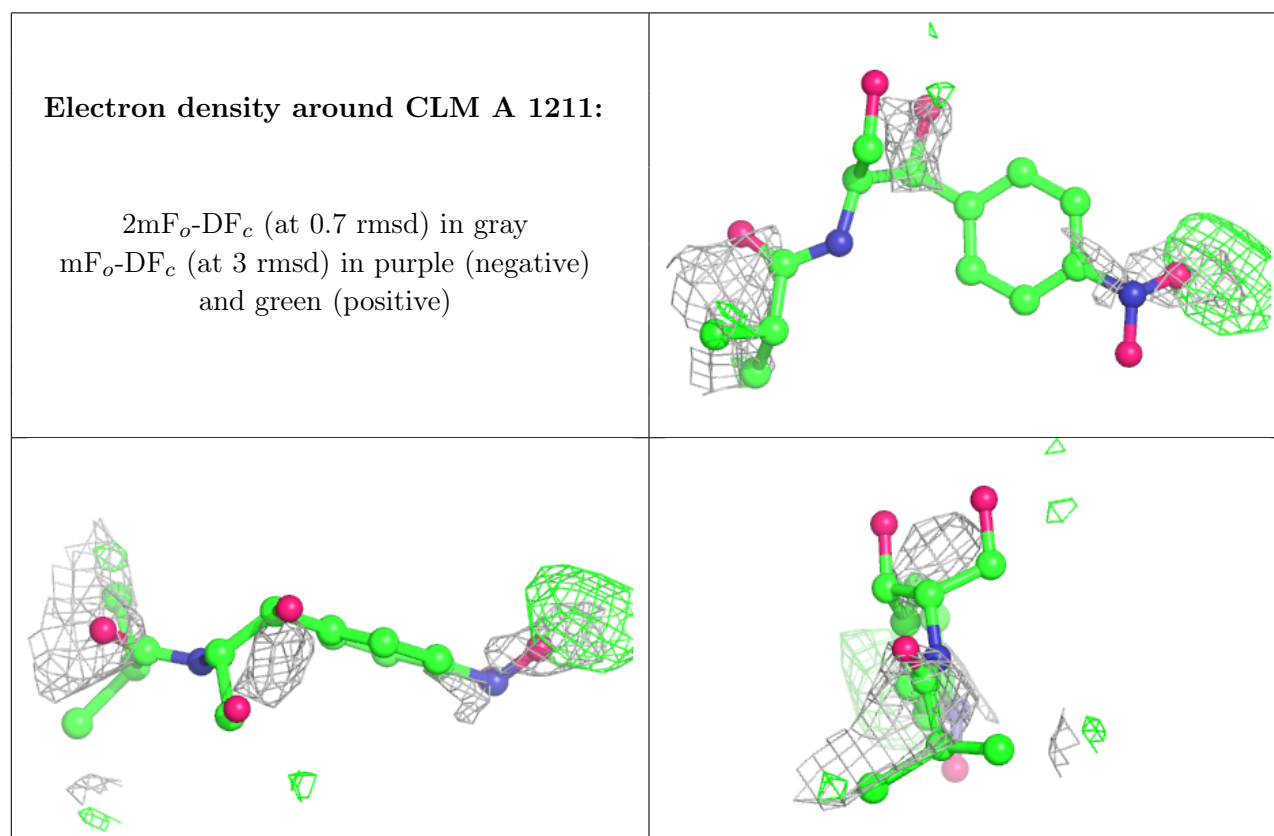 Electron density around CLM A 1211:
2mFo-DFc (at 0.7 rmsd) in gray
mFo-DFc (at 3 rmsd) in purple (negative)
and green (positive)